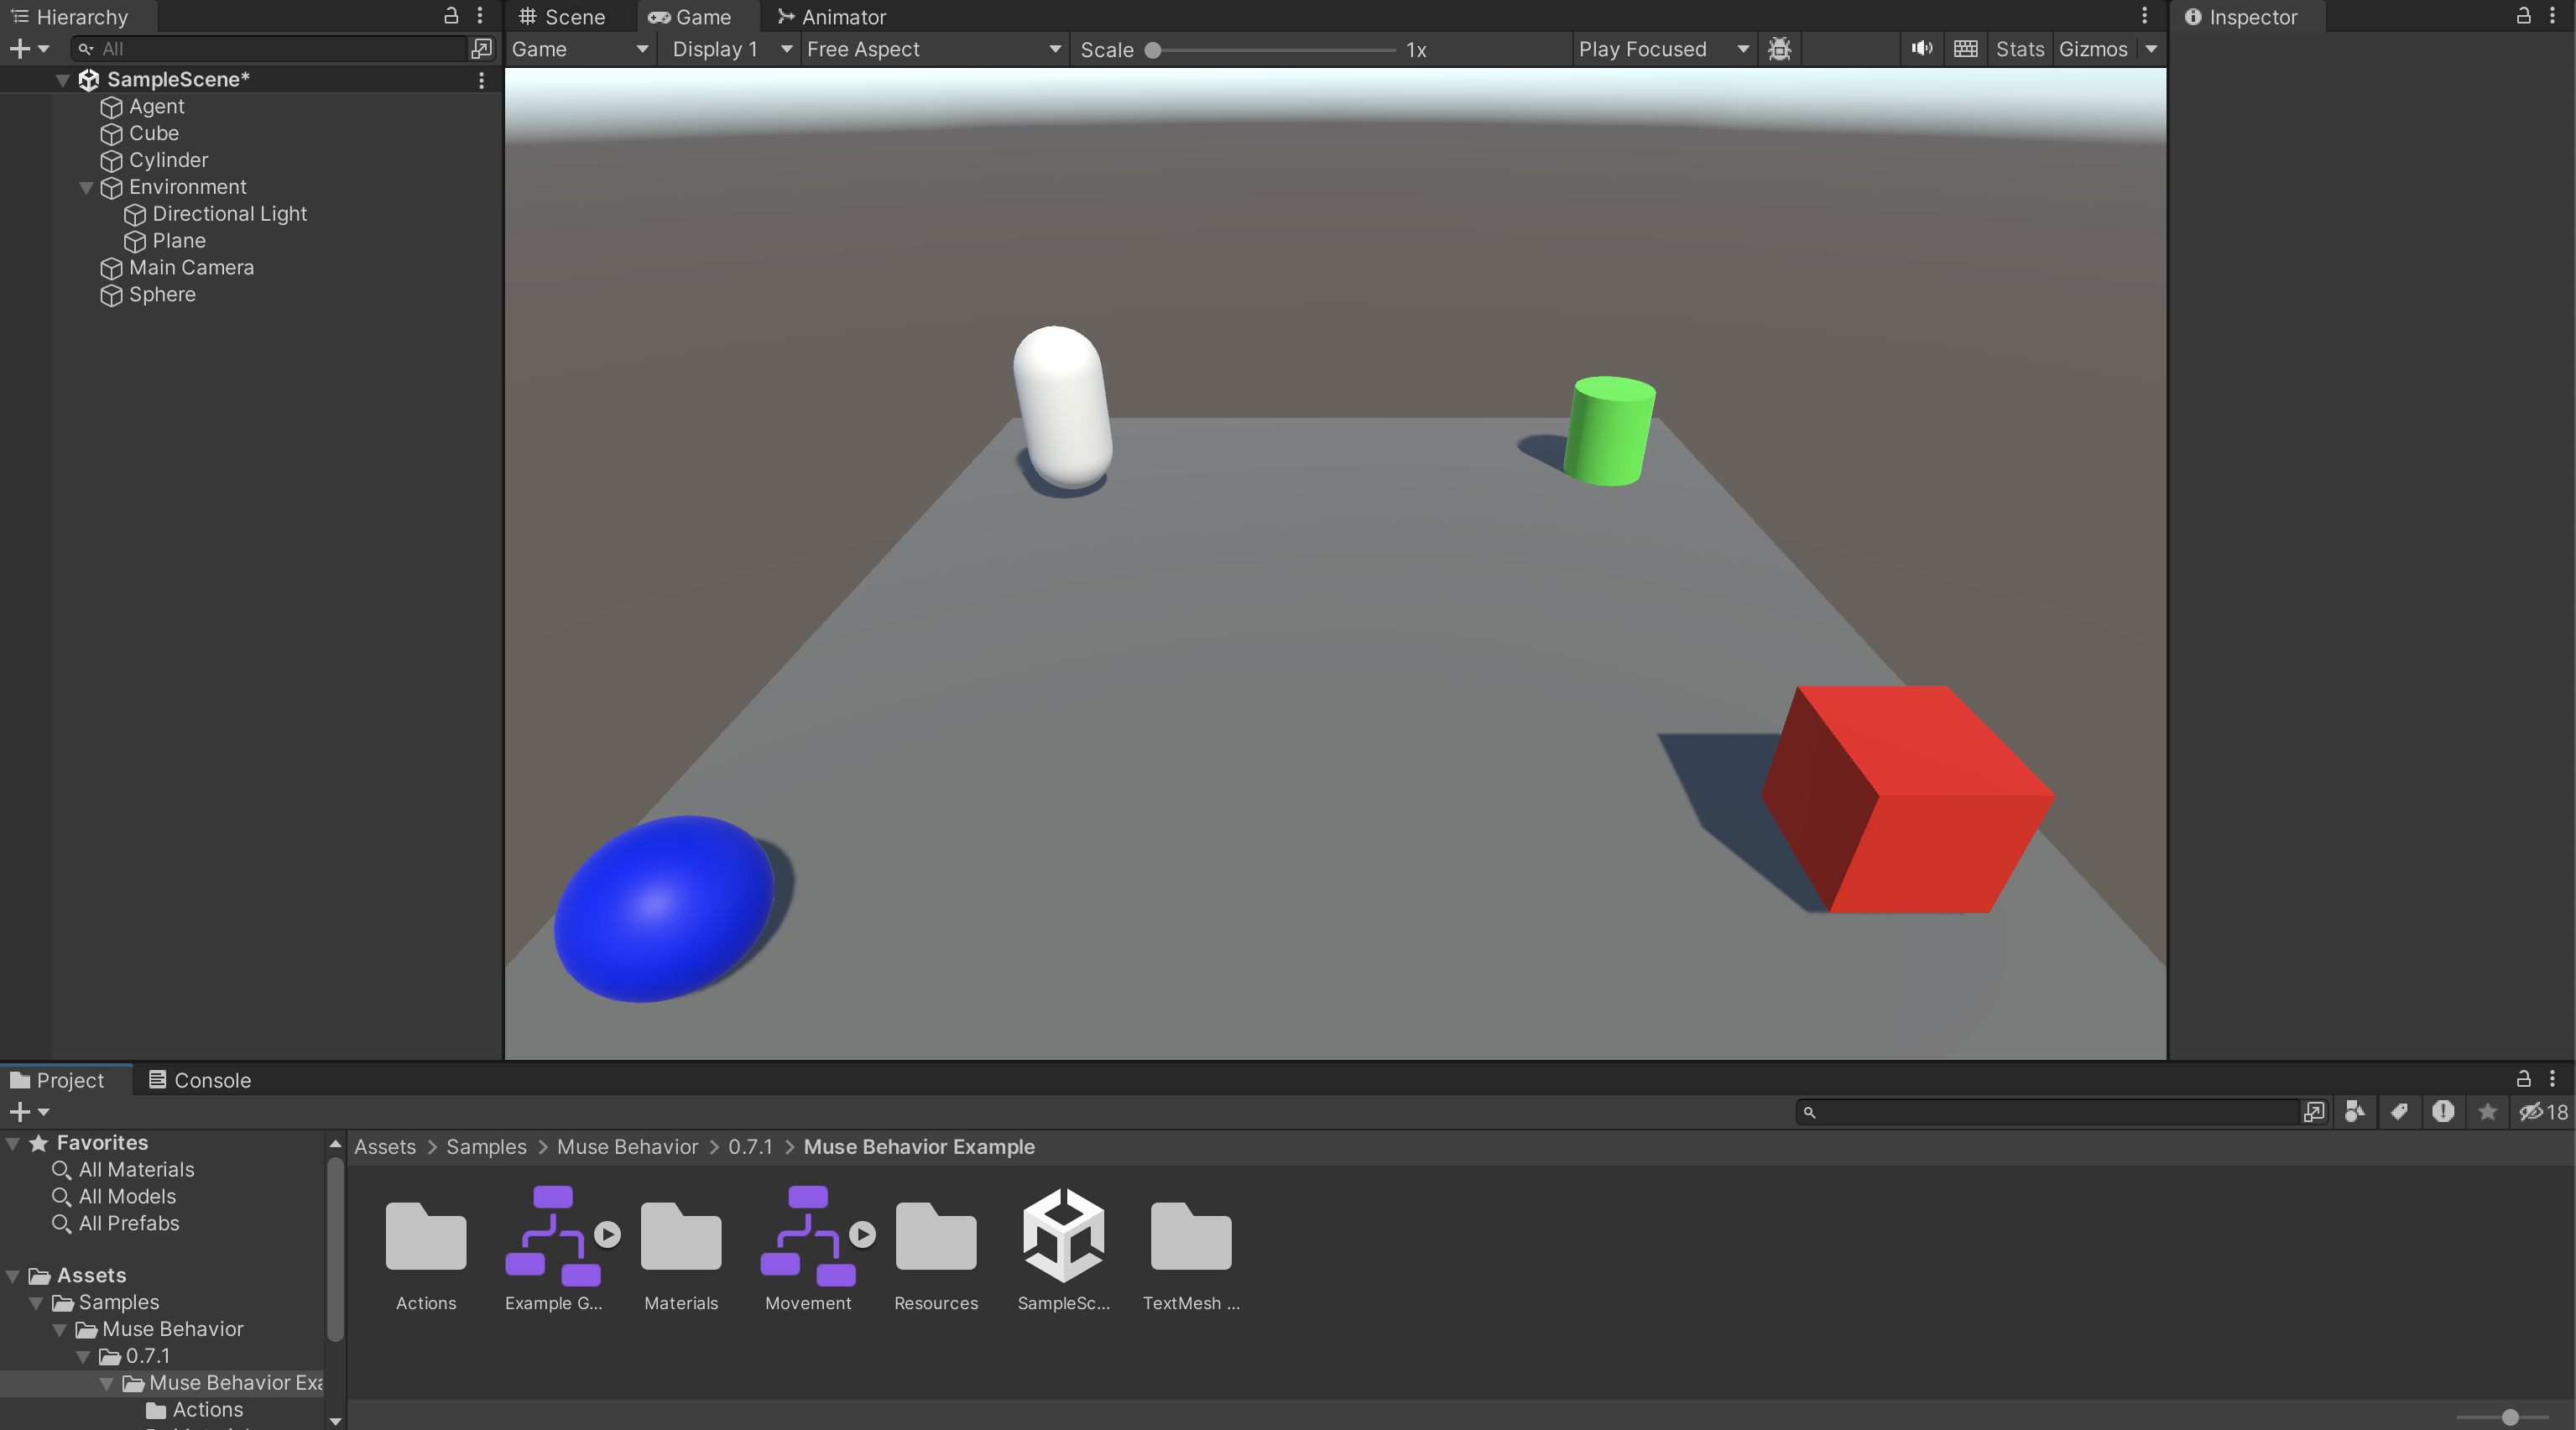 Hierarchy
All
SampleScene*
Agent
Cube
Cylinder
Environment
Directional Light
Plane
Main Camera
Sphere
Scene Game Animator
Game Display 1 Free Aspect Scale 1x Play Focused Stats Gizmos
Inspector
Project Console
18
Favorites
All Materials
All Models
All Prefabs
Assets
Samples
Muse Behavior
0.7.1
Muse Behavior Exa
Actions
Assets > Samples > Muse Behavior > 0.7.1 > Muse Behavior Example
Actions Example G... Materials Movement Resources SampleSc... TextMesh ...